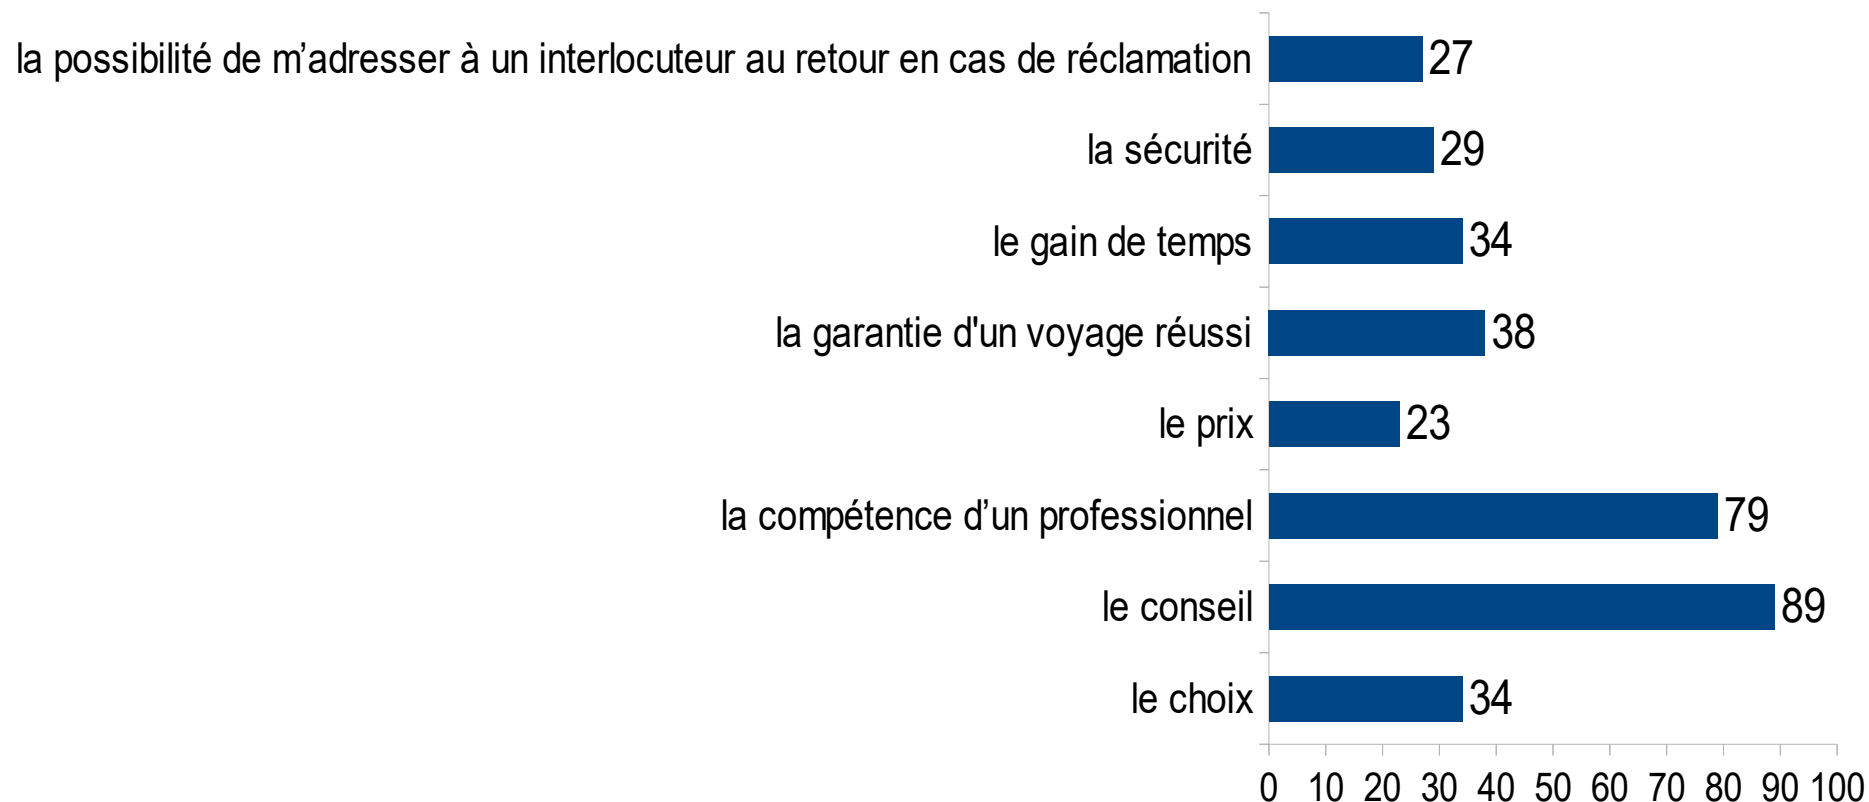 la possibilité de m’adresser à un interlocuteur au retour en cas de réclamation 27
la sécurité 29
le gain de temps 34
la garantie d'un voyage réussi 38
le prix 23
la compétence d’un professionnel 79
le conseil 89
le choix 34
0 10 20 30 40 50 60 70 80 90 100